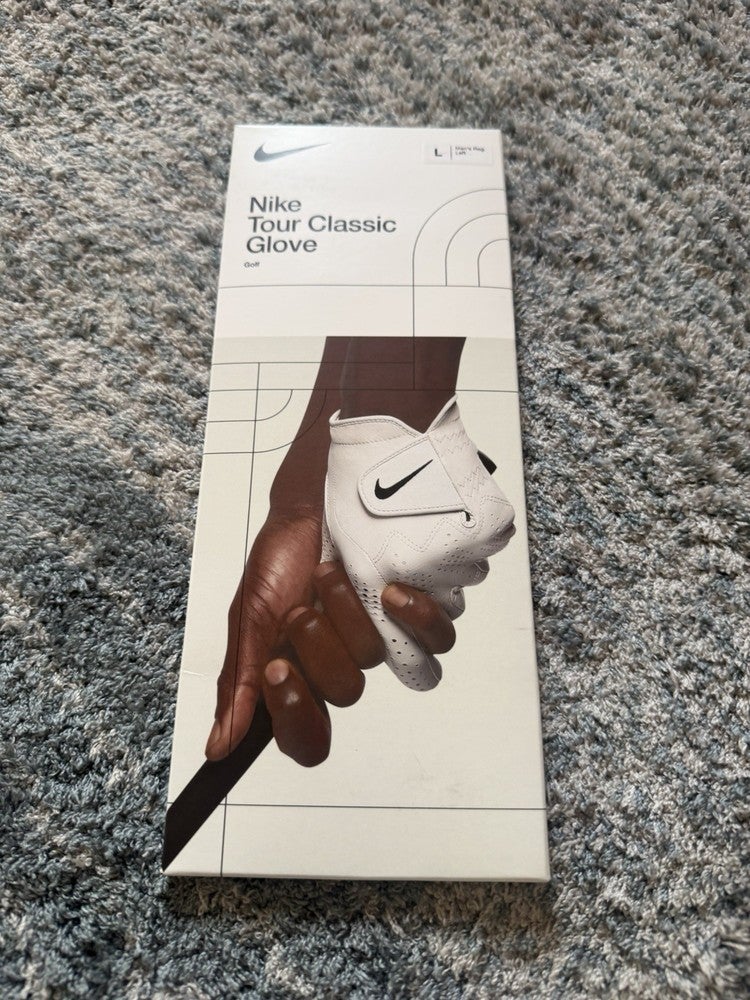 L
Men's Reg
Left
Nike
Tour Classic
Glove
Golf